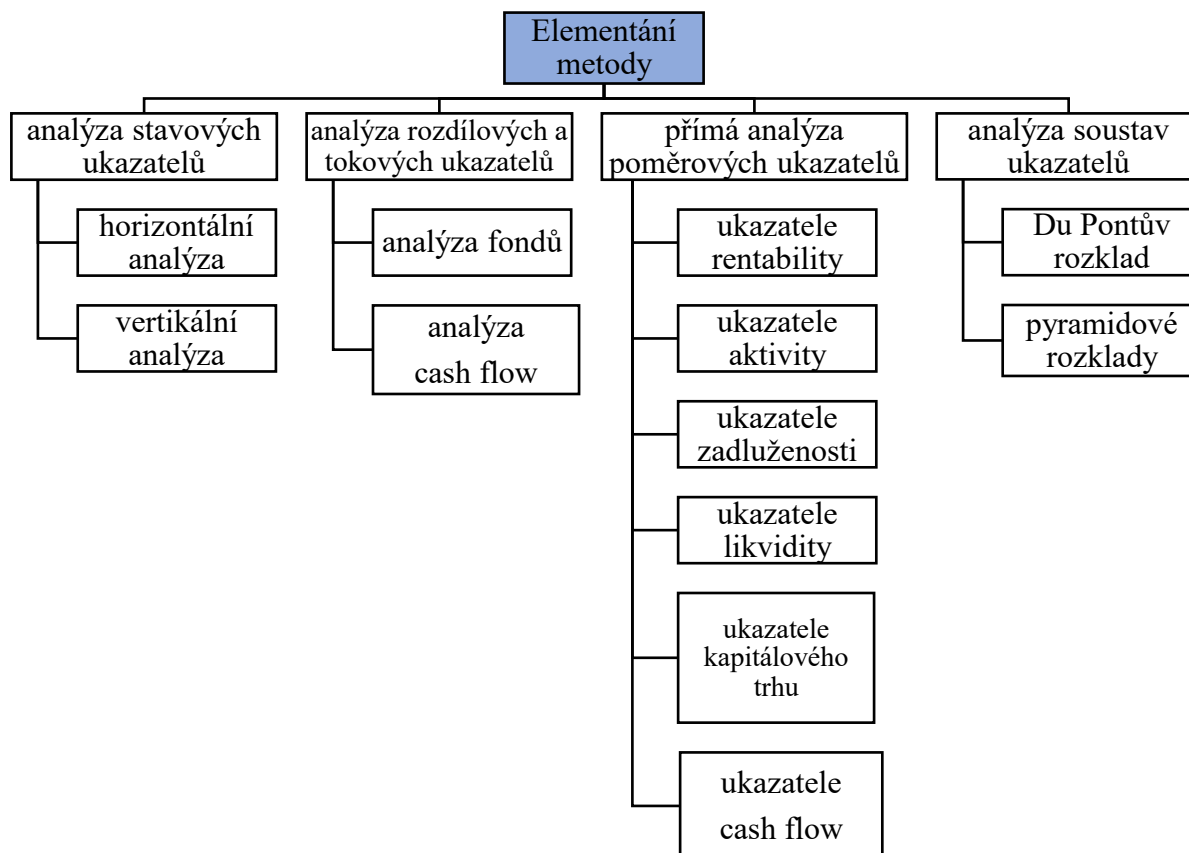 Elementání
metody
analýza stavových
ukazatelů
horizontální
analýza
vertikální
analýza
analýza rozdílových a
tokových ukazatelů
analýza fondů
analýza
cash flow
přímá analýza
poměrových ukazatelů
ukazatele
rentability
ukazatele
aktivity
ukazatele
zadluženosti
ukazatele
likvidity
ukazatele
kapitálového
trhu
ukazatele
cash flow
analýza soustav
ukazatelů
Du Pontův
rozklad
pyramidové
rozklady